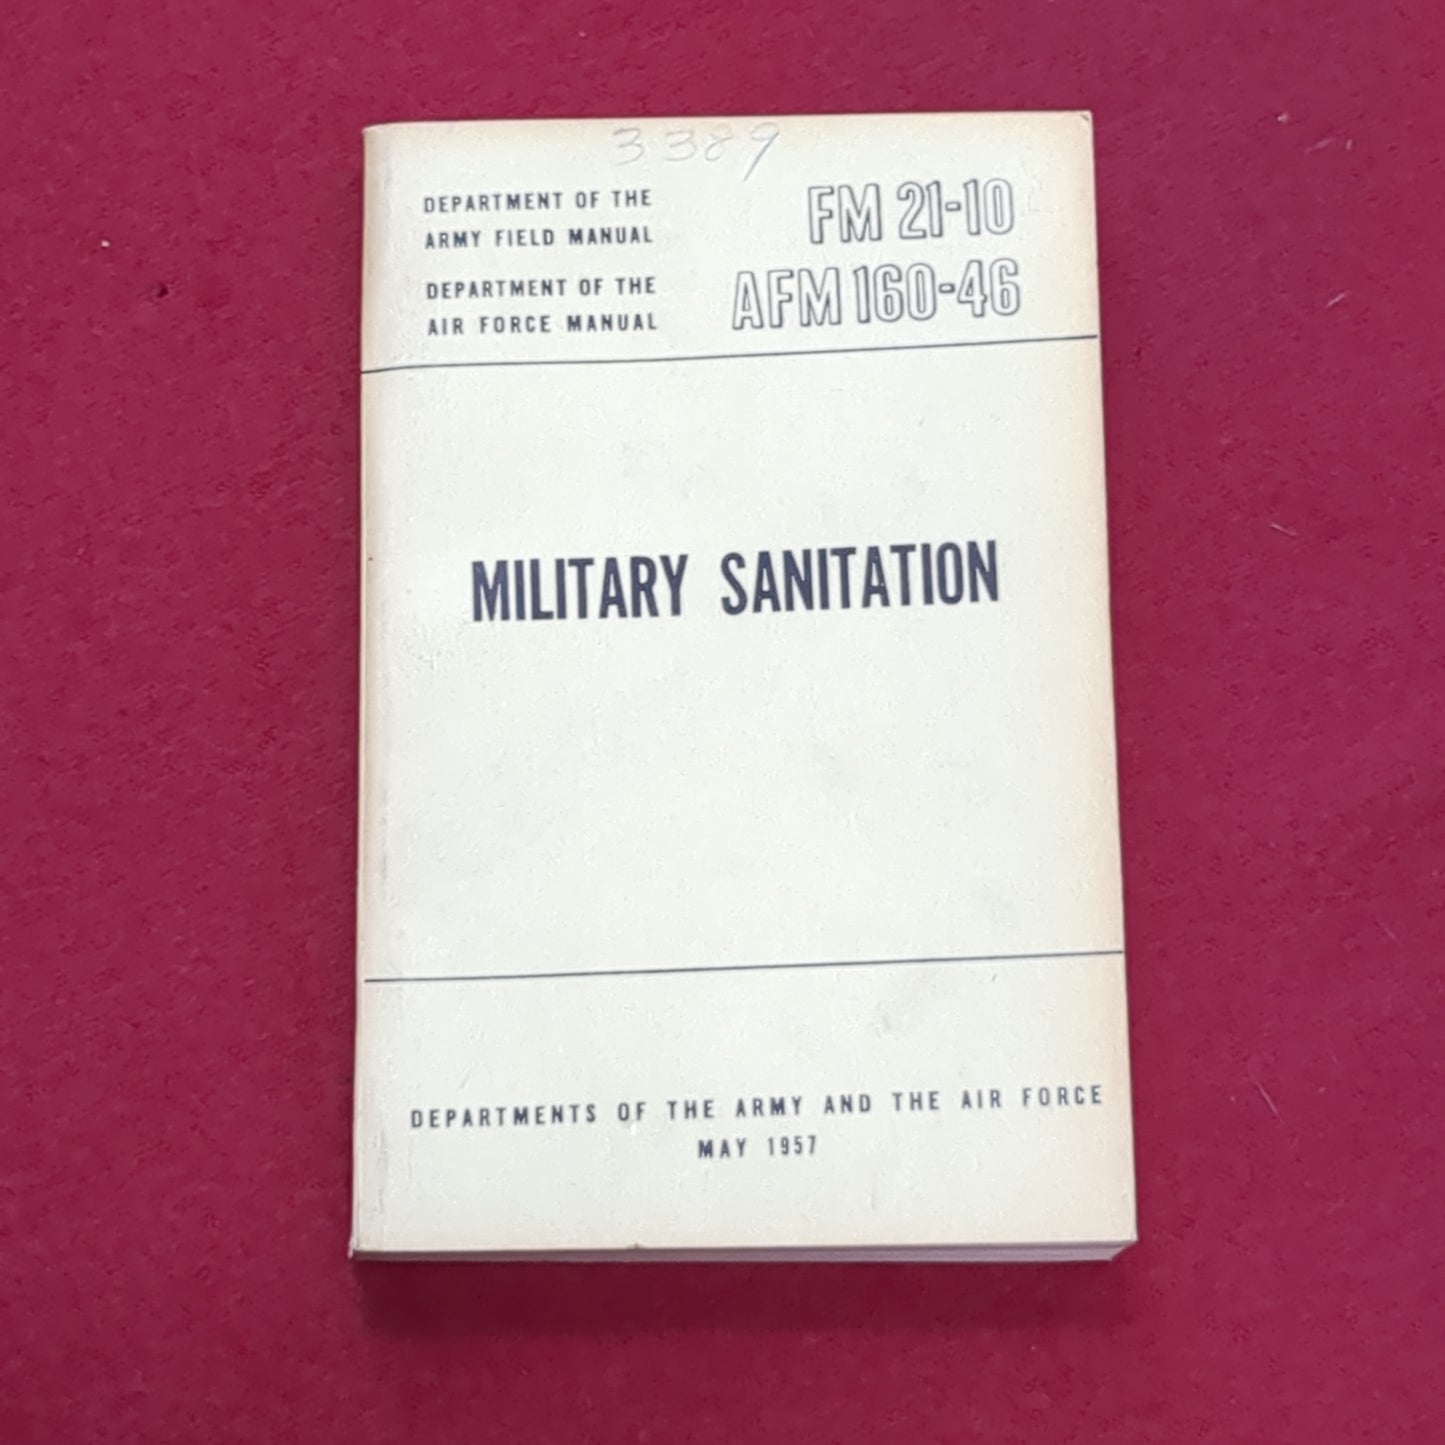 3389
DEPARTMENT OF THE
ARMY FIELD MANUAL
FM 21-10
DEPARTMENT OF THE
AIR FORCE MANUAL
AFM 160-46
MILITARY SANITATION
DEPARTMENTS OF THE ARMY AND THE AIR FORCE
MAY 1957